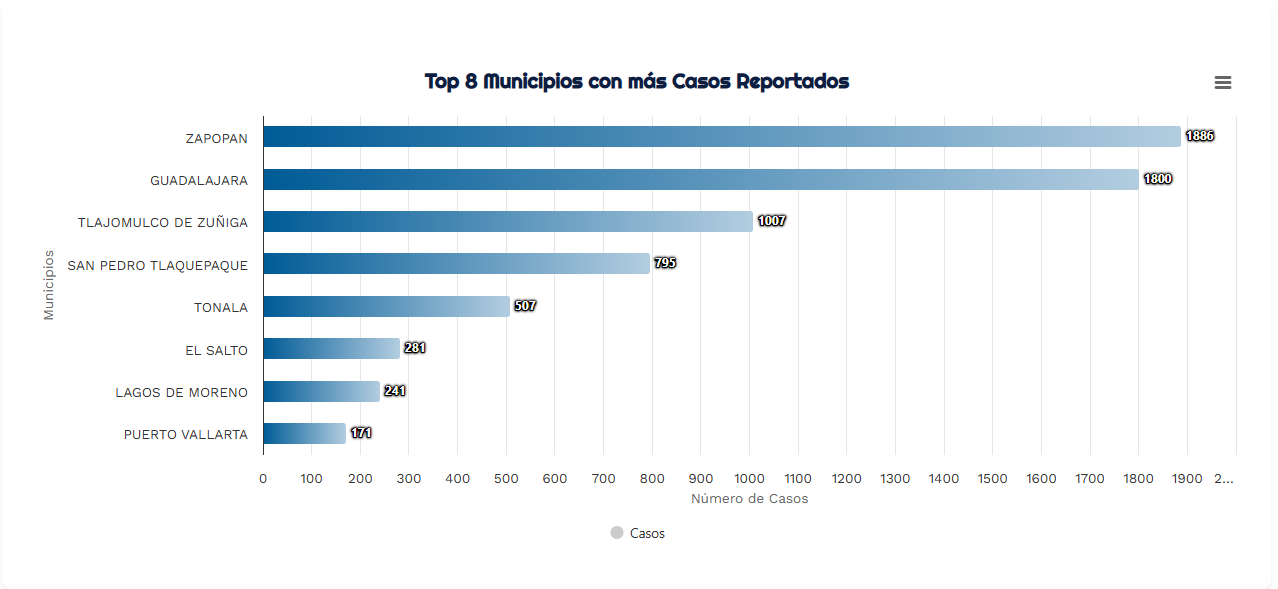 Top 8 Municipios con más Casos Reportados
Municipios
ZAPOPAN 1886
GUADALAJARA 1800
TLAJOMULCO DE ZUÑIGA 1007
SAN PEDRO TLAQUEPAQUE 795
TONALA 507
EL SALTO 281
LAGOS DE MORENO 241
PUERTO VALLARTA 171
0 100 200 300 400 500 600 700 800 900 1000 1100 1200 1300 1400 1500 1600 1700 1800 1900 2...
Número de Casos
Casos